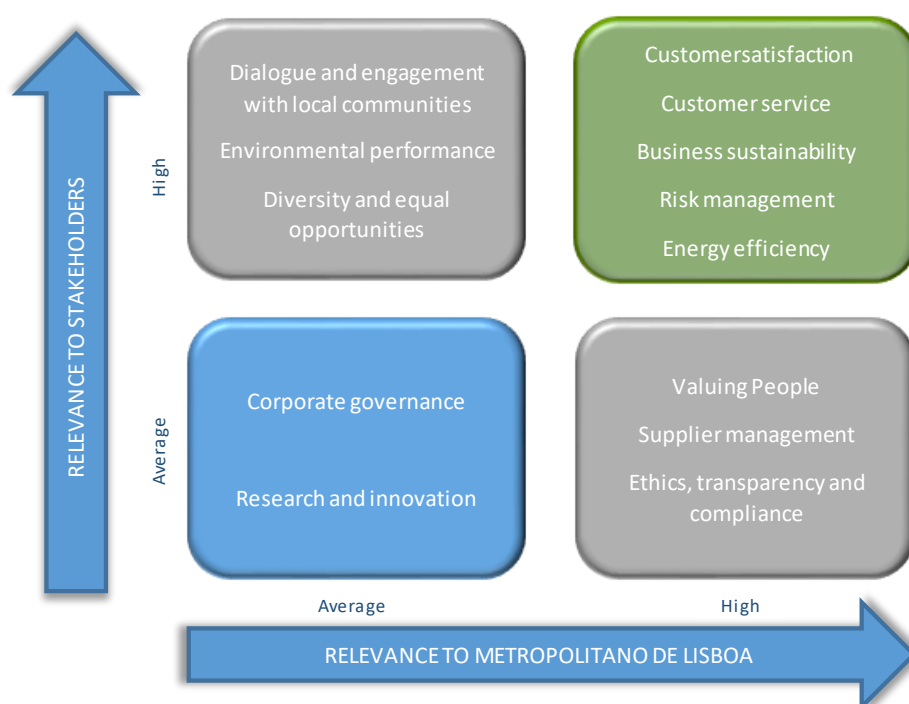 RELEVANCE TO STAKEHOLDERS
High
Dialogue and engagement
with local communities
Environmental performance
Diversity and equal
opportunities
Customersatisfaction
Customer service
Business sustainability
Risk management
Energy efficiency
Average
Corporate governance
Research and innovation
Valuing People
Supplier management
Ethics, transparency and
compliance
Average
High
RELEVANCE TO METROPOLITANO DE LISBOA